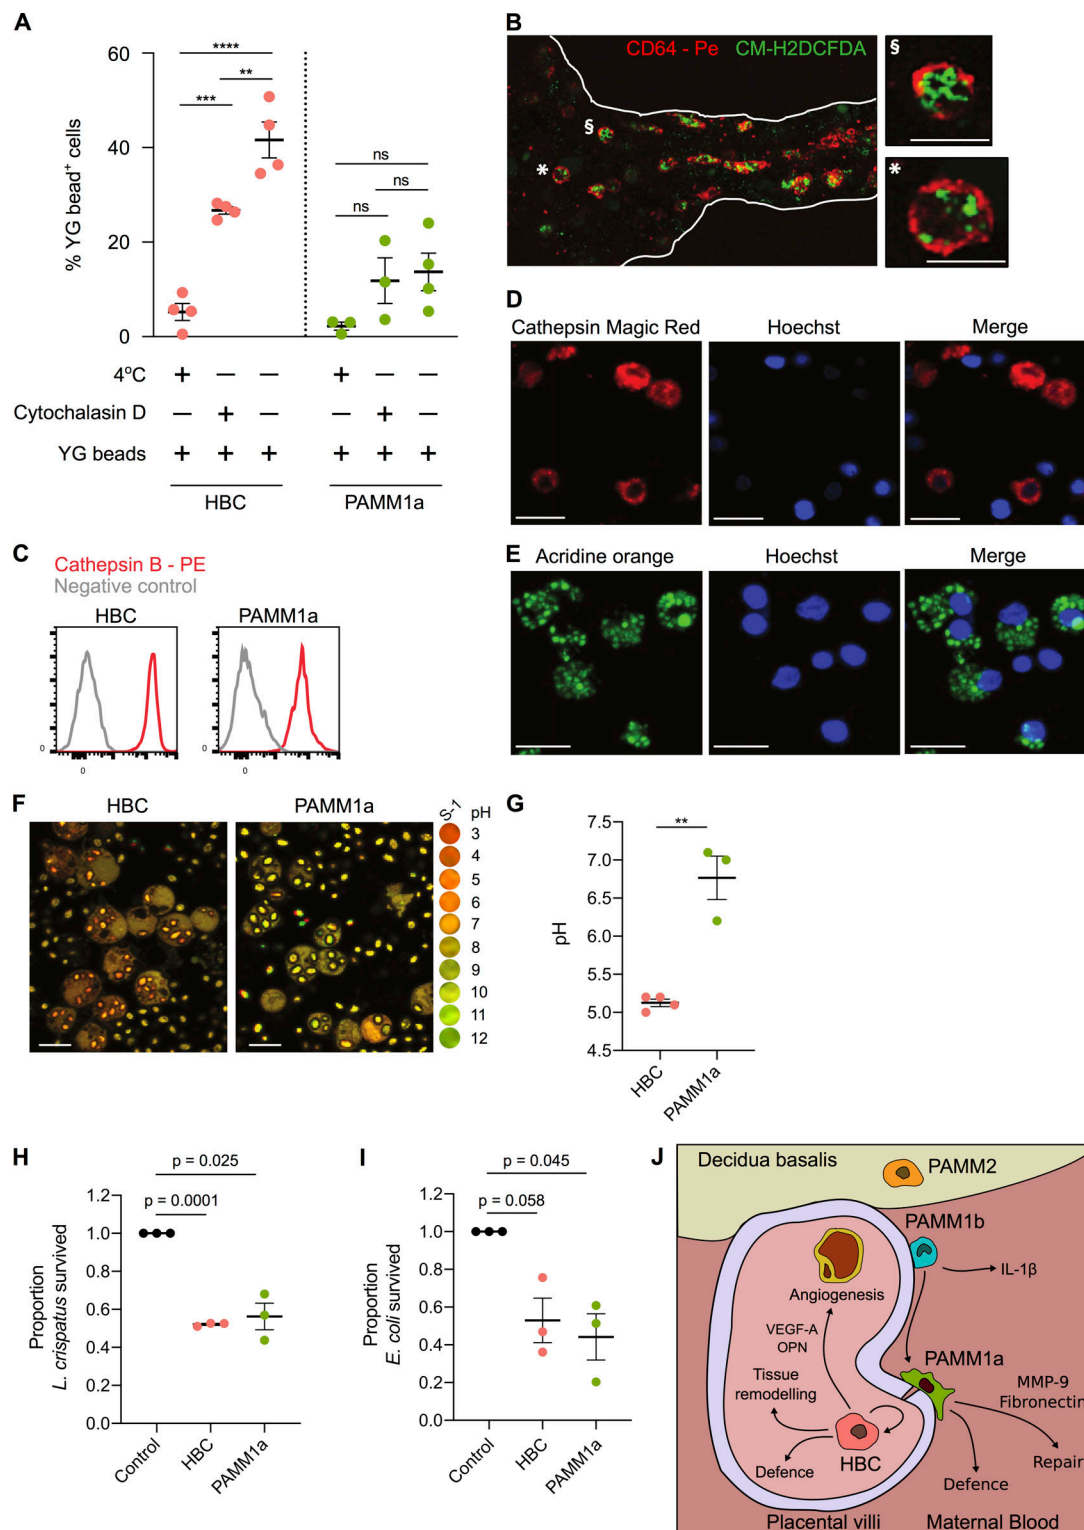 A
60
40
20
0
% YG bead+ cells
****
**
***
ns
ns
ns
4°C + — — + — —
Cytochalasin D — + — — + —
YG beads + + + + + +
HBC PAMM1a
B
CD64 - Pe CM-H2DCFDA
§
*
§
*
C
Cathepsin B - PE
Negative control
HBC PAMM1a
0 0
0 0
D
Cathepsin Magic Red Hoechst Merge
E
Acridine orange Hoechst Merge
F
HBC PAMM1a
S-1 pH
3
4
5
6
7
8
9
10
11
12
G
**
7.5
7.0
6.5
6.0
5.5
5.0
4.5
pH
HBC PAMM1a
H
p = 0.025
p = 0.0001
1.2
1.0
0.8
0.6
0.4
0.2
0.0
Proportion
L. crispatus survived
Control HBC PAMM1a
I
p = 0.045
p = 0.058
1.2
1.0
0.8
0.6
0.4
0.2
0.0
Proportion
E. coli survived
Control HBC PAMM1a
J
Decidua basalis
PAMM2
PAMM1b
IL-1β
Angiogenesis
VEGF-A
OPN
PAMM1a
Tissue
remodelling
MMP-9
Fibronectin
Defence
HBC
Repair
Defence
Placental villi Maternal Blood